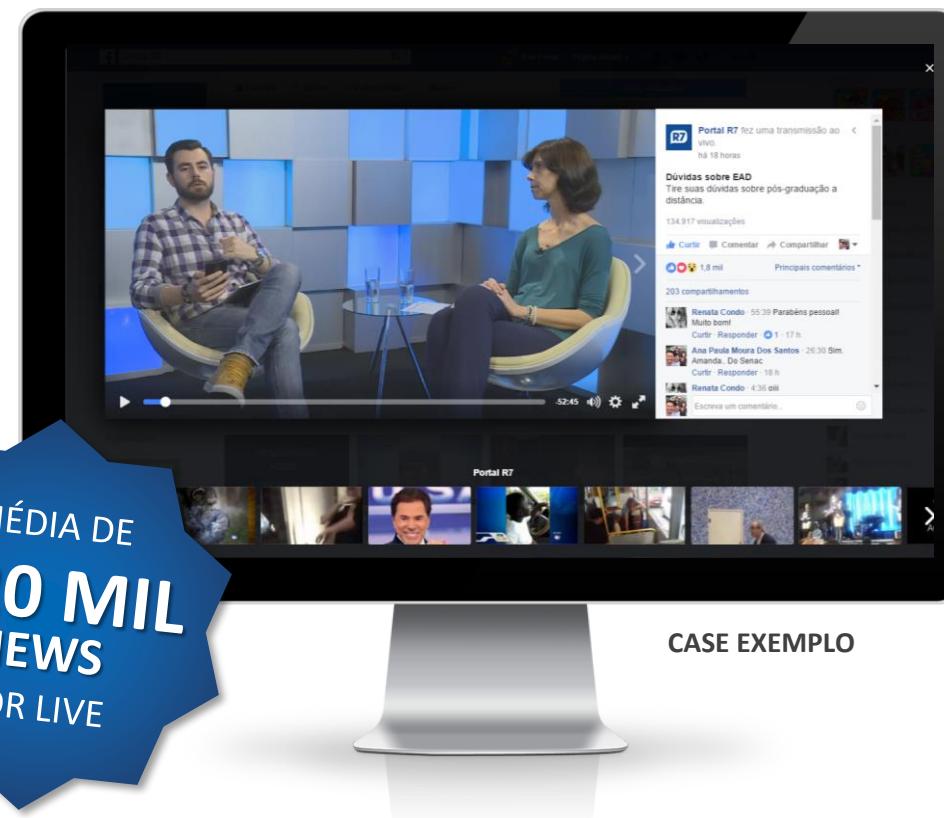 ×
R7
Portal R7 fez uma transmissão ao
vivo.
há 18 horas
Dúvidas sobre EAD
Tire suas dúvidas sobre pós-graduação a
distância.
134.917 visualizações
Curtir Comentar Compartilhar
1,8 mil Principais comentários
203 compartilhamentos
Renata Condo · 55:39 Parabéns pessoal!
Muito bom!
Curtir · Responder · 1 · 17 h
Ana Paula Moura Dos Santos · 26:30 Sim.
Amanda.. Do Senac
Curtir · Responder · 18 h
Renata Condo · 4:36 oiii
Escreva um comentário...
-52:45
Portal R7
ÉDIA DE
0 MIL
EWS
R LIVE
CASE EXEMPLO